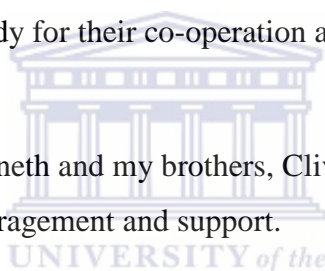 dy for their co-operation a
neth and my brothers, Cliv
ragement and support.
UNIVERSITY of the